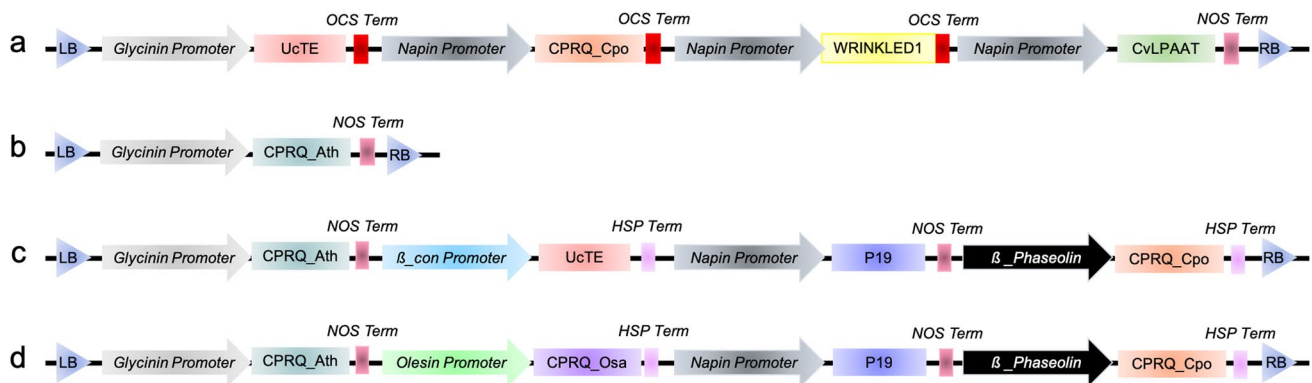 OCS Term OCS Term OCS Term NOS Term
a LB Glycinin Promoter UcTE Napin Promoter CPRQ_Cpo Napin Promoter WRINKLED1 Napin Promoter CvLPAAT RB
NOS Term
b LB Glycinin Promoter CPRQ_Ath RB
NOS Term HSP Term NOS Term HSP Term
c LB Glycinin Promoter CPRQ_Ath ß_con Promoter UcTE Napin Promoter P19 ß_Phaseolin CPRQ_Cpo RB
NOS Term HSP Term NOS Term HSP Term
d LB Glycinin Promoter CPRQ_Ath Olesin Promoter CPRQ_Osa Napin Promoter P19 ß_Phaseolin CPRQ_Cpo RB